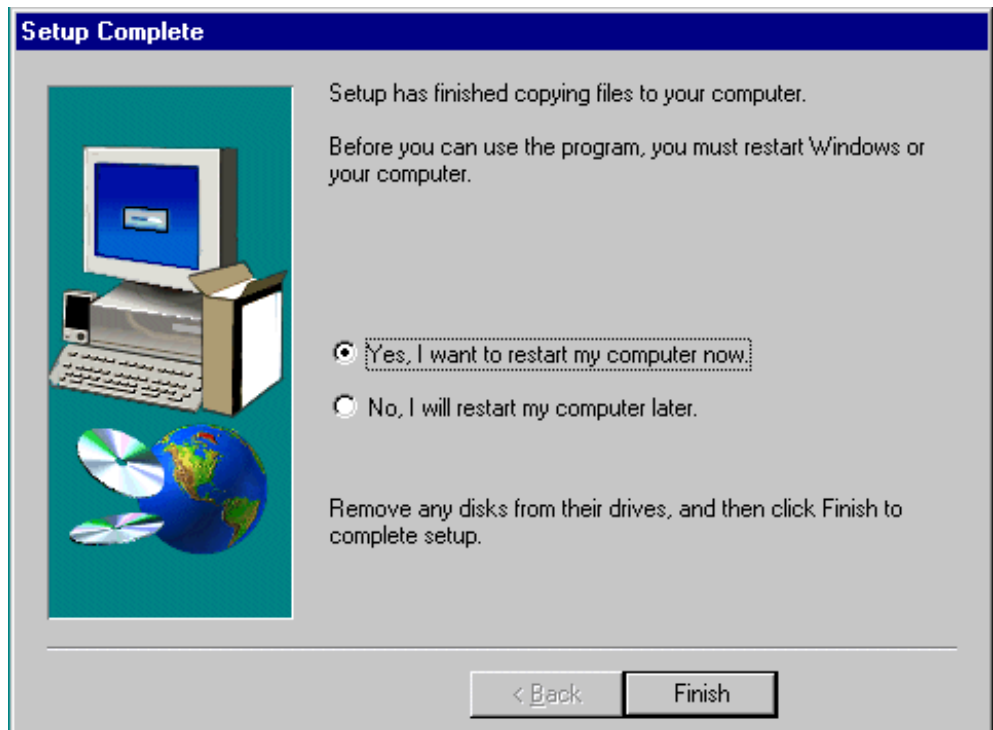 Setup Complete
Setup has finished copying files to your computer.
Before you can use the program, you must restart Windows or
your computer.
Yes, I want to restart my computer now.
No, I will restart my computer later.
Remove any disks from their drives, and then click Finish to
complete setup.
< Back
Finish